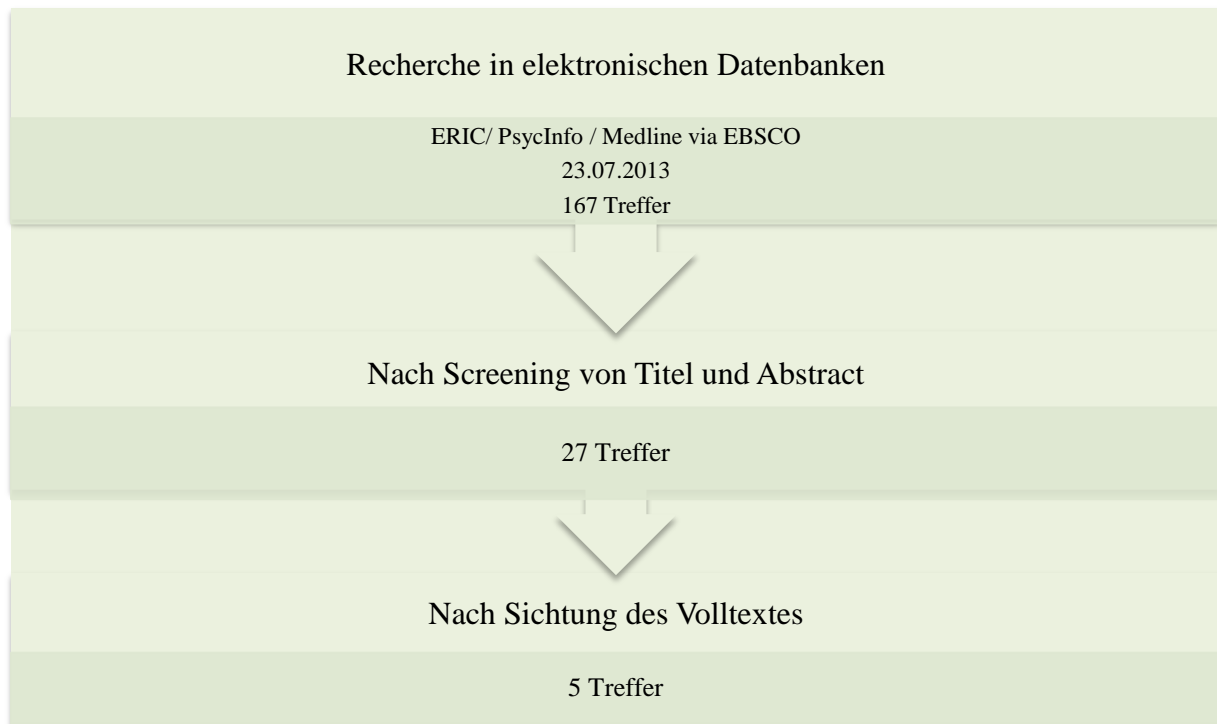 Recherche in elektronischen Datenbanken
ERIC/ PsycInfo / Medline via EBSCO
23.07.2013
167 Treffer
Nach Screening von Titel und Abstract
27 Treffer
Nach Sichtung des Volltextes
5 Treffer